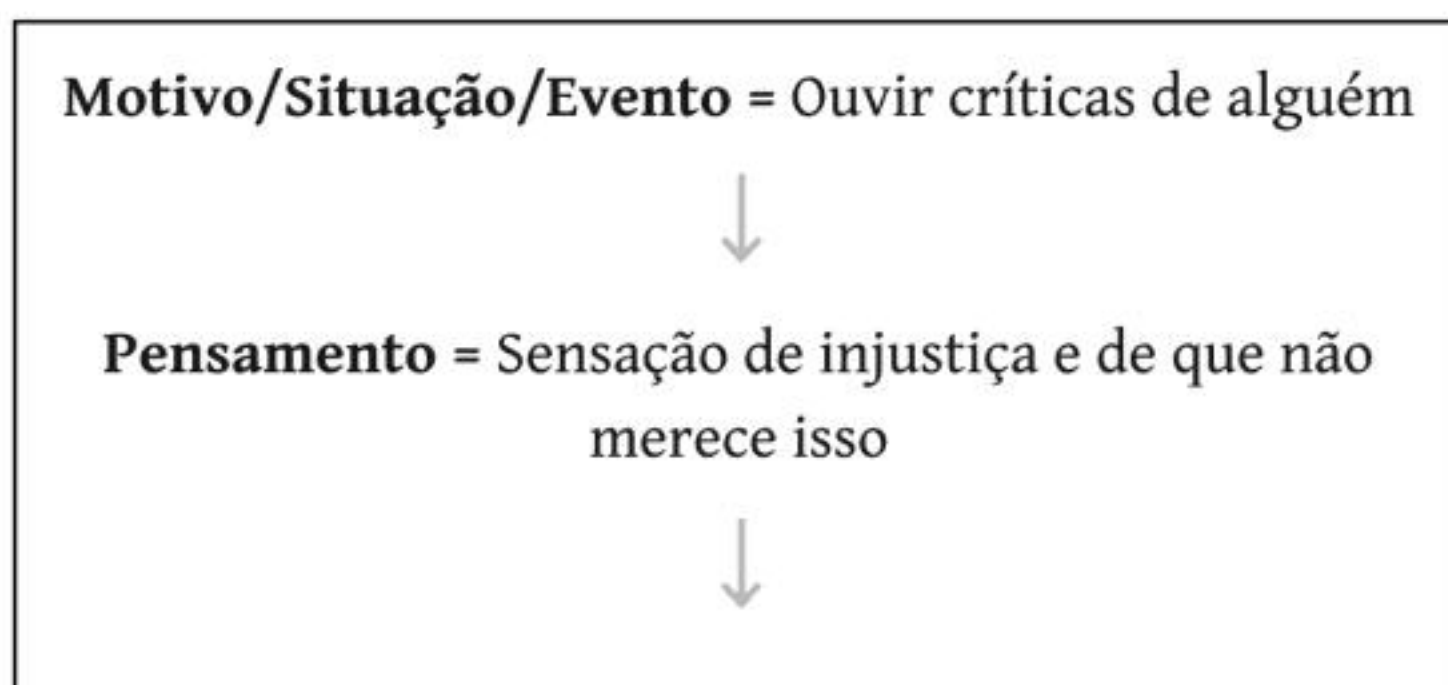 Motivo/Situação/Evento = Ouvir críticas de alguém
Pensamento = Sensação de injustiça e de que não
merece isso